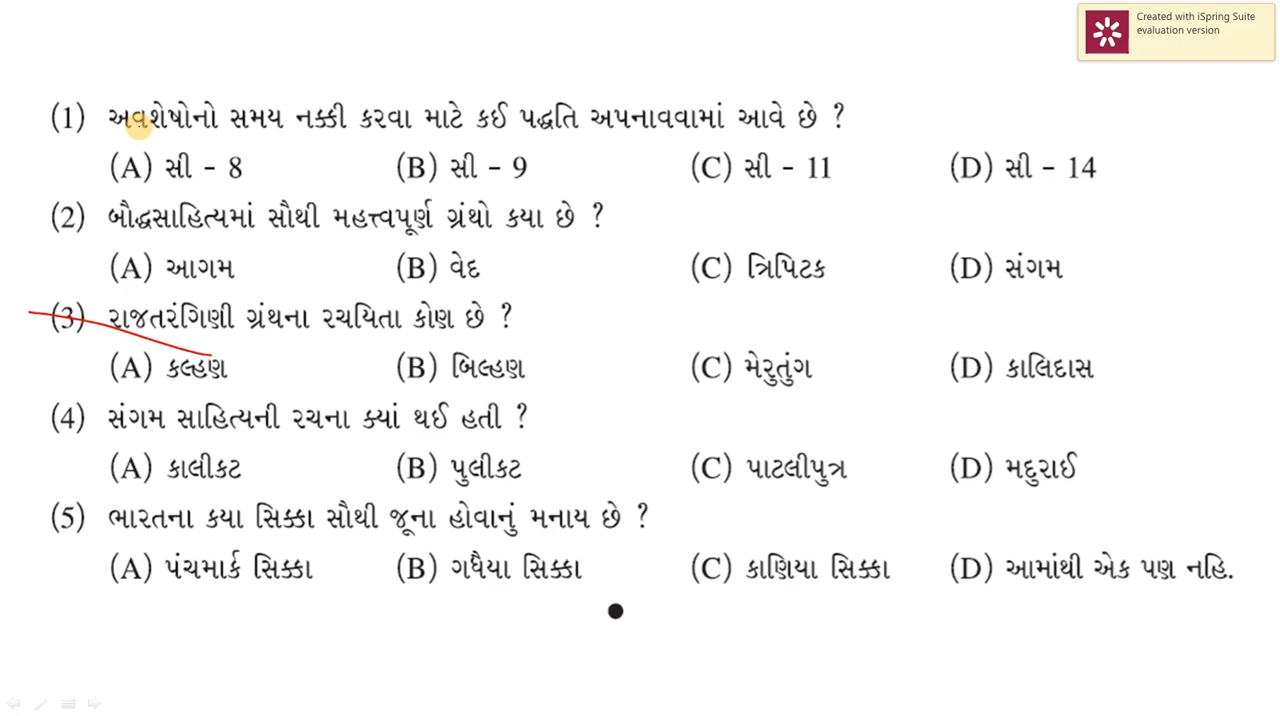 Created with iSpring Suite
evaluation version
(1) અવશેષોનો સમય નક્કી કરવા માટે કઈ પદ્ધતિ અપનાવવામાં આવે છે ?
(A) સી - 8 (B) સી - 9 (C) સી - 11 (D) સી - 14
(2) બૌદ્ધસાહિત્યમાં સૌથી મહત્ત્વપૂર્ણ ગ્રંથો કયા છે ?
(A) આગમ (B) વેદ (C) ત્રિપિટક (D) સંગમ
(3) રાજતરંગિણી ગ્રંથના રચયિતા કોણ છે ?
(A) કલ્હણ (B) બિલ્હણ (C) મેરુતુંગ (D) કાલિદાસ
(4) સંગમ સાહિત્યની રચના ક્યાં થઈ હતી ?
(A) કાલીકટ (B) પુલીકટ (C) પાટલીપુત્ર (D) મદુરાઈ
(5) ભારતના કયા સિક્કા સૌથી જૂના હોવાનું મનાય છે ?
(A) પંચમાર્ક સિક્કા (B) ગધૈયા સિક્કા (C) કાણિયા સિક્કા (D) આમાંથી એક પણ નહિ.